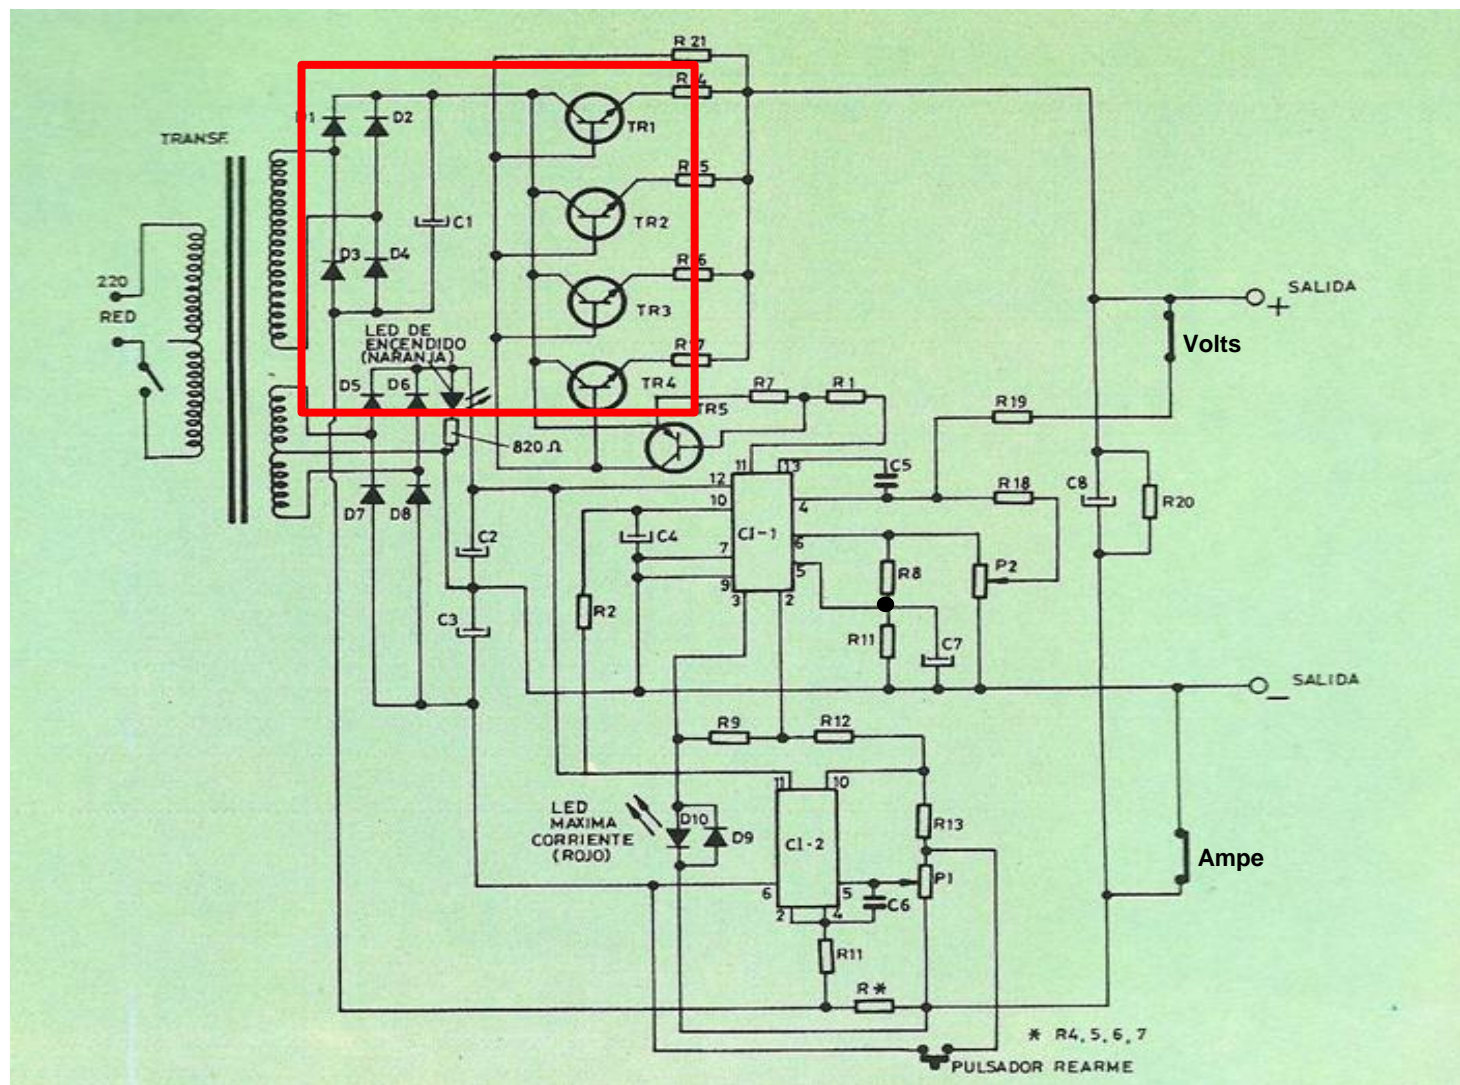 R 21
R14
D1
D2
TR1
TRANSF.
R15
C1
TR2
D3
D4
R16
220
SALIDA
+
RED
TR3
LED DE
ENCENDIDO
(NARANJA)
Volts
R17
D5
D6
TR4
R7
R1
TR5
R19
820 Ω
11
13
C5
12
R18
C8
R20
10
4
D7
D8
C2
C4
CI-1
6
7
5
R8
P2
9
3
2
C3
R2
R11
C7
SALIDA
−
R9
R12
11
10
LED
MAXIMA
CORRIENTE
(ROJO)
D10
D9
R13
CI-2
Ampe
6
5
P1
C6
2
4
R11
R*
* R4, 5, 6, 7
PULSADOR REARME